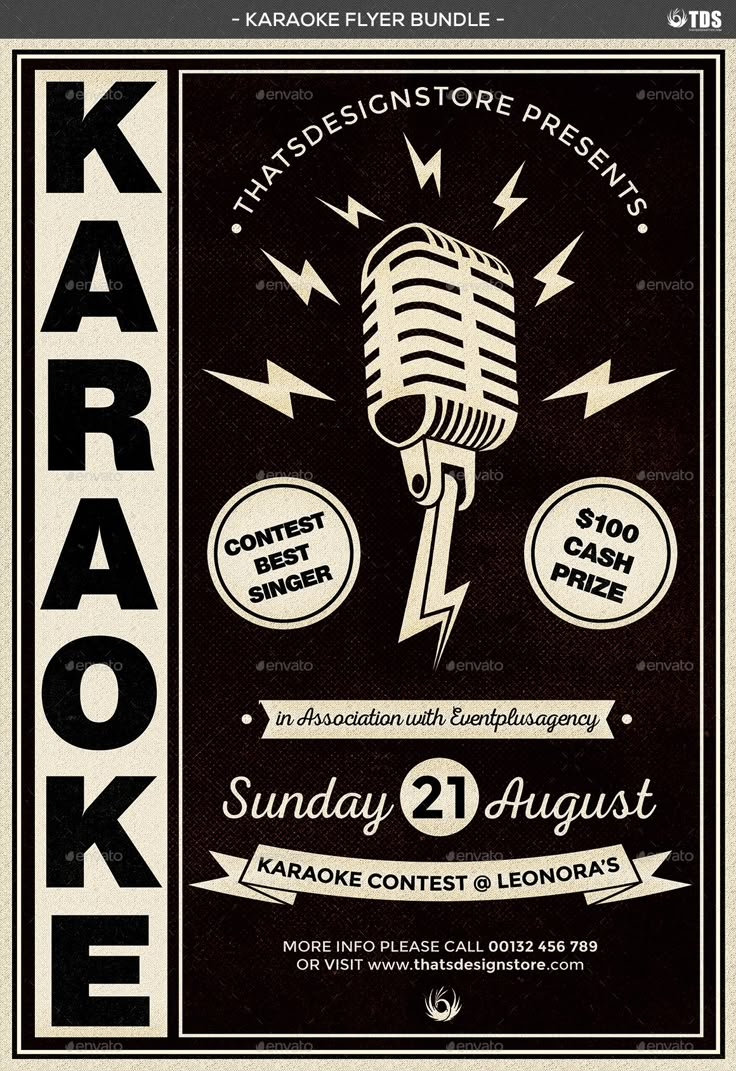 - KARAOKE FLYER BUNDLE -
TDS
KARAOKE
THATSDESIGNSTORE PRESENTS
CONTEST
BEST
SINGER
$100
CASH
PRIZE
in Association with Eventplusagency
Sunday 21 August
KARAOKE CONTEST @ LEONORA'S
MORE INFO PLEASE CALL 00132 456 789
OR VISIT www.thatsdesignstore.com
envato